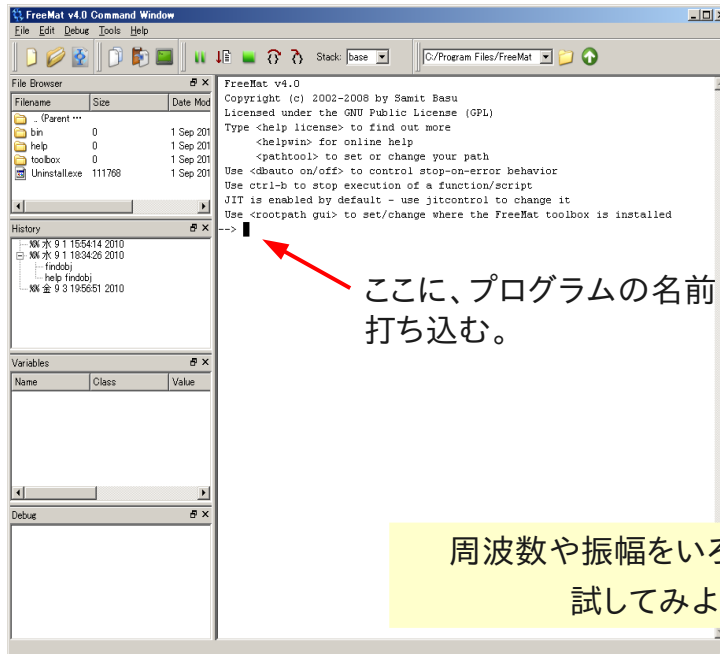 FreeMat v4.0 Command Window
File Edit Debug Tools Help
Stack: base
C:/Program Files/FreeMat
File Browser
Filename Size Date Mod
.. (Parent ...
bin 0 1 Sep 201
help 0 1 Sep 201
toolbox 0 1 Sep 201
Uninstall.exe 111768 1 Sep 201
History
%% 水 9 1 15:54:14 2010
%% 水 9 1 18:34:26 2010
findobj
help findobj
%% 金 9 3 19:56:51 2010
Variables
Name Class Value
Debug
FreeMat v4.0
Copyright (c) 2002-2008 by Samit Basu
Licensed under the GNU Public License (GPL)
Type <help license> to find out more
<helpwin> for online help
<pathtool> to set or change your path
Use <dbauto on/off> to control stop-on-error behavior
Use ctrl-b to stop execution of a function/script
JIT is enabled by default - use jitcontrol to change it
Use <rootpath gui> to set/change where the FreeMat toolbox is installed
-->
ここに、プログラムの名前
打ち込む。
周波数や振幅をいろ
試してみよ